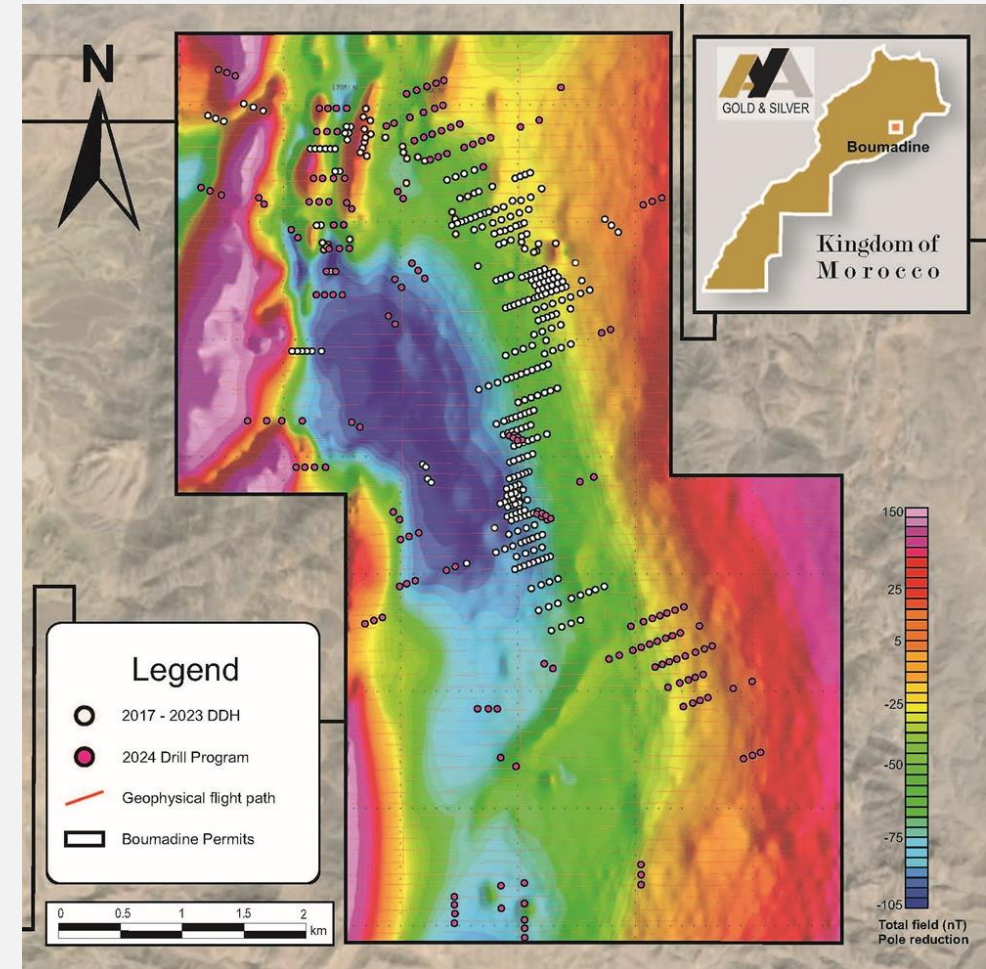 N
AYA
GOLD & SILVER
Boumadine
Kingdom of
Morocco
Legend
2017 - 2023 DDH
2024 Drill Program
Geophysical flight path
Boumadine Permits
0 0.5 1 1.5 2
km
150
25
5
-25
-50
-75
-105
Total field (nT)
Pole reduction